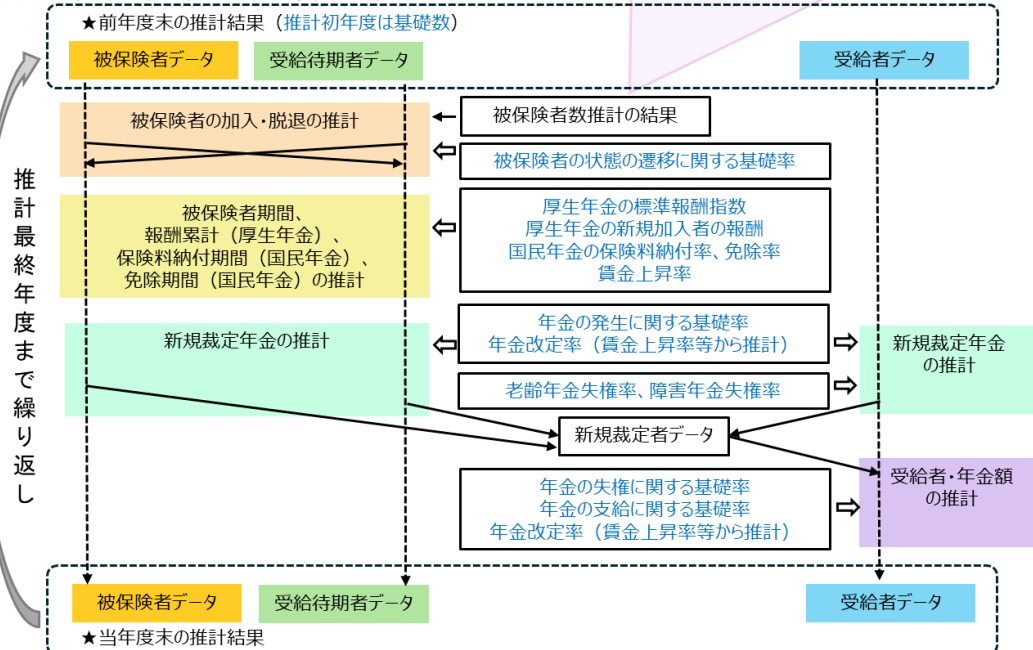 ★前年度末の推計結果（推計初年度は基礎数）
被保険者データ
受給待期者データ
受給者データ
被保険者の加入・脱退の推計
被保険者数推計の結果
被保険者の状態の遷移に関する基礎率
被保険者期間、
報酬累計（厚生年金）、
保険料納付期間（国民年金）、
免除期間（国民年金）の推計
厚生年金の標準報酬指数
厚生年金の新規加入者の報酬
国民年金の保険料納付率、免除率
賃金上昇率
新規裁定年金の推計
年金の発生に関する基礎率
年金改定率（賃金上昇率等から推計）
新規裁定年金
の推計
老齢年金失権率、障害年金失権率
新規裁定者データ
年金の失権に関する基礎率
年金の支給に関する基礎率
年金改定率（賃金上昇率等から推計）
受給者・年金額
の推計
推計最終年度まで繰り返し
被保険者データ
受給待期者データ
受給者データ
★当年度末の推計結果